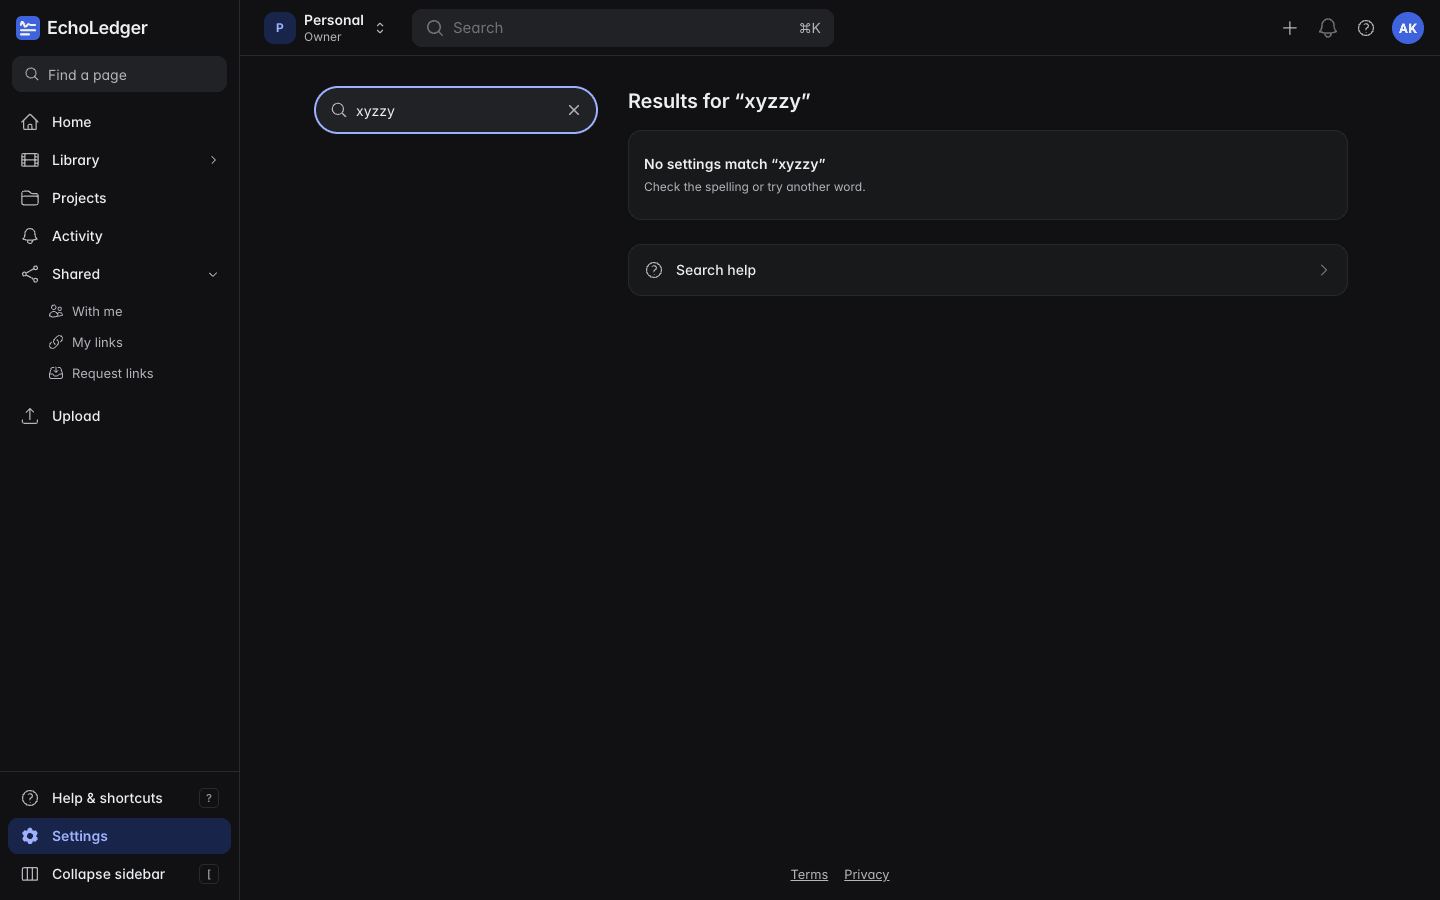 EchoLedger
Find a page
Home
Library
Projects
Activity
Shared
With me
My links
Request links
Upload
Help & shortcuts ?
Settings
Collapse sidebar [
P
Personal
Owner
Search ⌘K
AK
xyzzy
Results for “xyzzy”
No settings match “xyzzy”
Check the spelling or try another word.
Search help
Terms Privacy